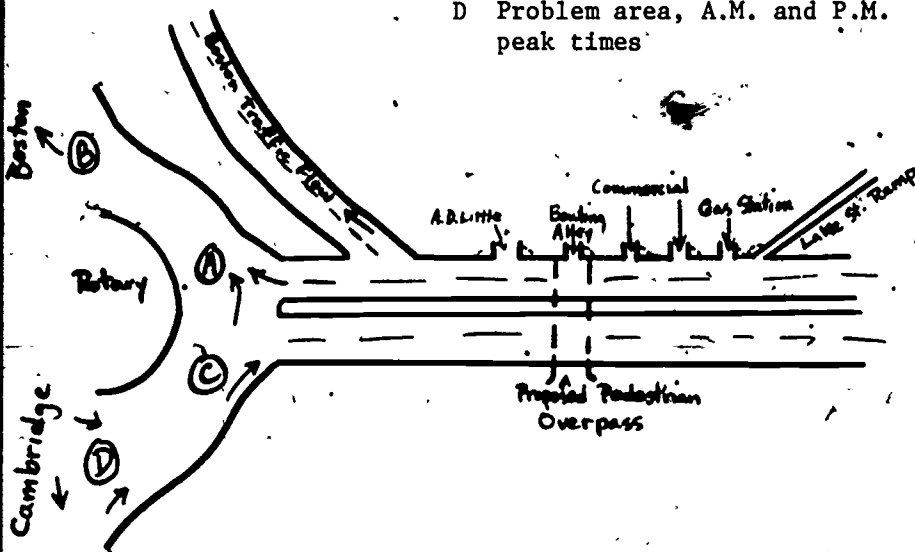 D Problem area, A.M. and P.M.
peak times
Boston Traffic Flow
Boston
B
A.D. Little
Bowling
Alley
Commercial
Gas Station
Lake St. Ramp
Rotary
A
C
Proposed Pedestrian
Overpass
Cambridge
D